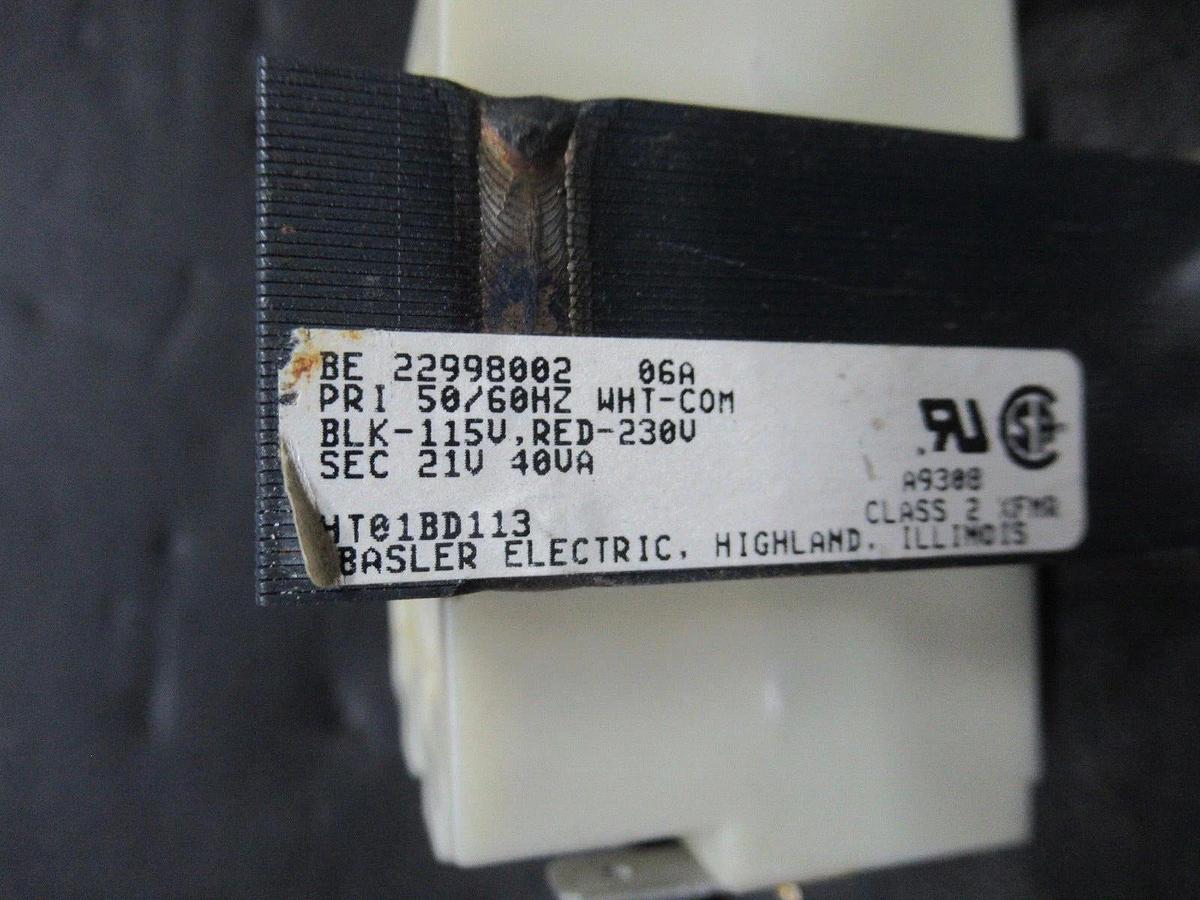 BE 22998002 06A
PRI 50/60HZ WHT-COM
BLK-115V, RED-230V
SEC 21V 40VA
A9308
CLASS 2 XFMR
HT01BD113
BASLER ELECTRIC, HIGHLAND, ILLINOIS